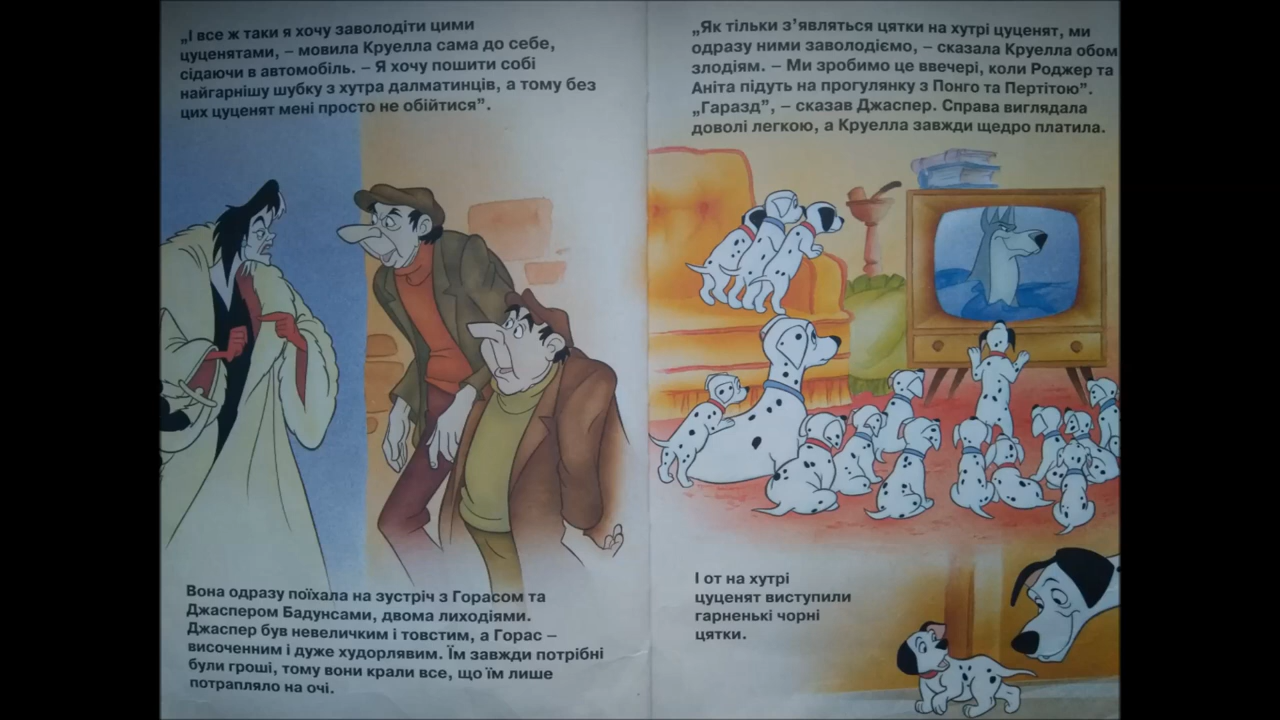 „І все ж таки я хочу заволодіти цими
цуценятами, – мовила Круелла сама до себе,
сідаючи в автомобіль. – Я хочу пошити собі
найгарнішу шубку з хутра далматинців, а тому без
цих цуценят мені просто не обійтися”.
Вона одразу поїхала на зустріч з Горасом та
Джаспером Бадунсами, двома лиходіями.
Джаспер був невеличким і товстим, а Горас –
височенним і дуже худорлявим. Їм завжди потрібні
були гроші, тому вони крали все, що їм лише
потрапляло на очі.
„Як тільки з’являться цятки на хутрі цуценят, ми
одразу ними заволодіємо, – сказала Круелла обом
злодіям. – Ми зробимо це ввечері, коли Роджер та
Аніта підуть на прогулянку з Понго та Пертітою”.
„Гаразд”, – сказав Джаспер. Справа виглядала
доволі легкою, а Круелла завжди щедро платила.
І от на хутрі
цуценят виступили
гарненькі чорні
цятки.